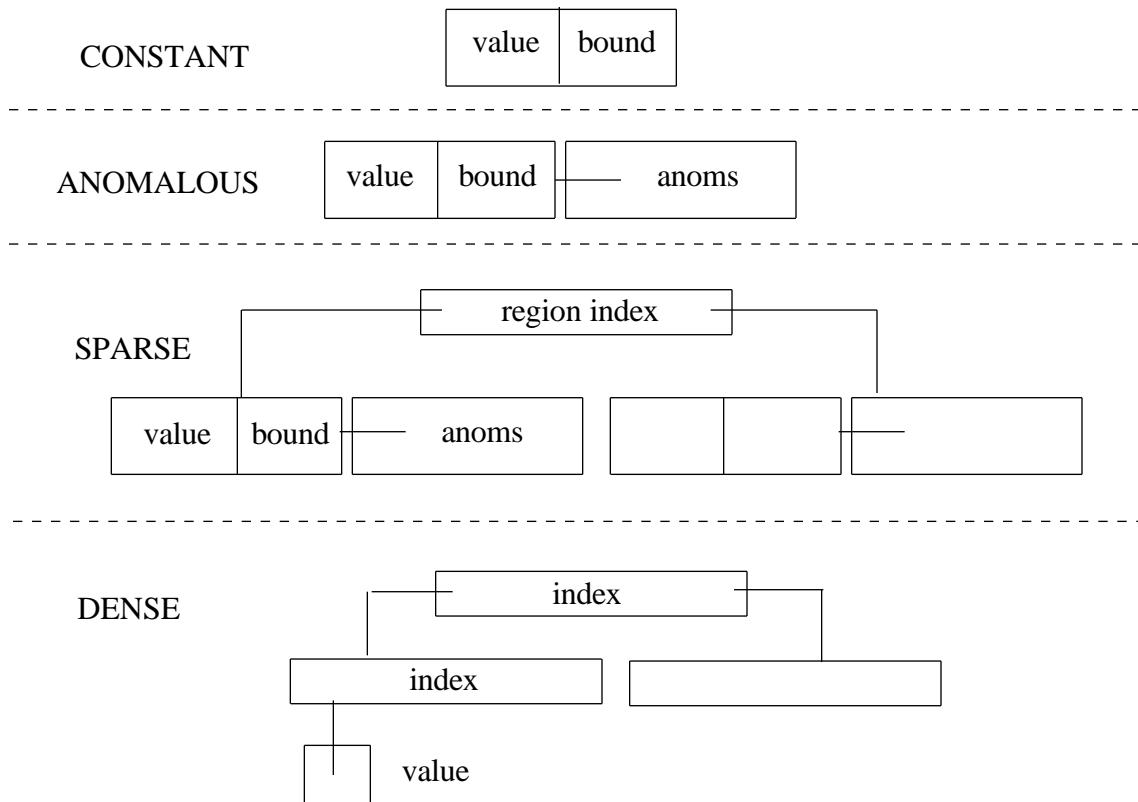 CONSTANT
value bound
ANOMALOUS
value bound anoms
region index
SPARSE
value bound anoms
index
DENSE
index
value